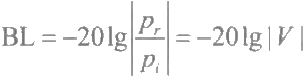 BL = −20 lg |p_r / p_i| = −20 lg | V |